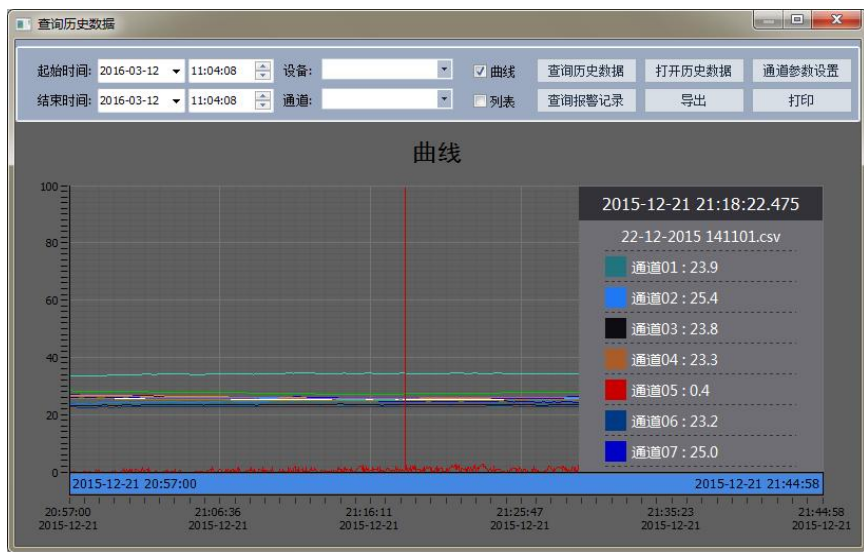 查询历史数据
起始时间: 2016-03-12 11:04:08 设备: 曲线 查询历史数据 打开历史数据 通道参数设置
结束时间: 2016-03-12 11:04:08 通道: 列表 查询报警记录 导出 打印
曲线
100
80
60
40
20
0
2015-12-21 21:18:22.475
22-12-2015 141101.csv
通道01 : 23.9
通道02 : 25.4
通道03 : 23.8
通道04 : 23.3
通道05 : 0.4
通道06 : 23.2
通道07 : 25.0
2015-12-21 20:57:00 2015-12-21 21:44:58
20:57:00 21:06:36 21:16:11 21:25:47 21:35:23 21:44:58
2015-12-21 2015-12-21 2015-12-21 2015-12-21 2015-12-21 2015-12-21